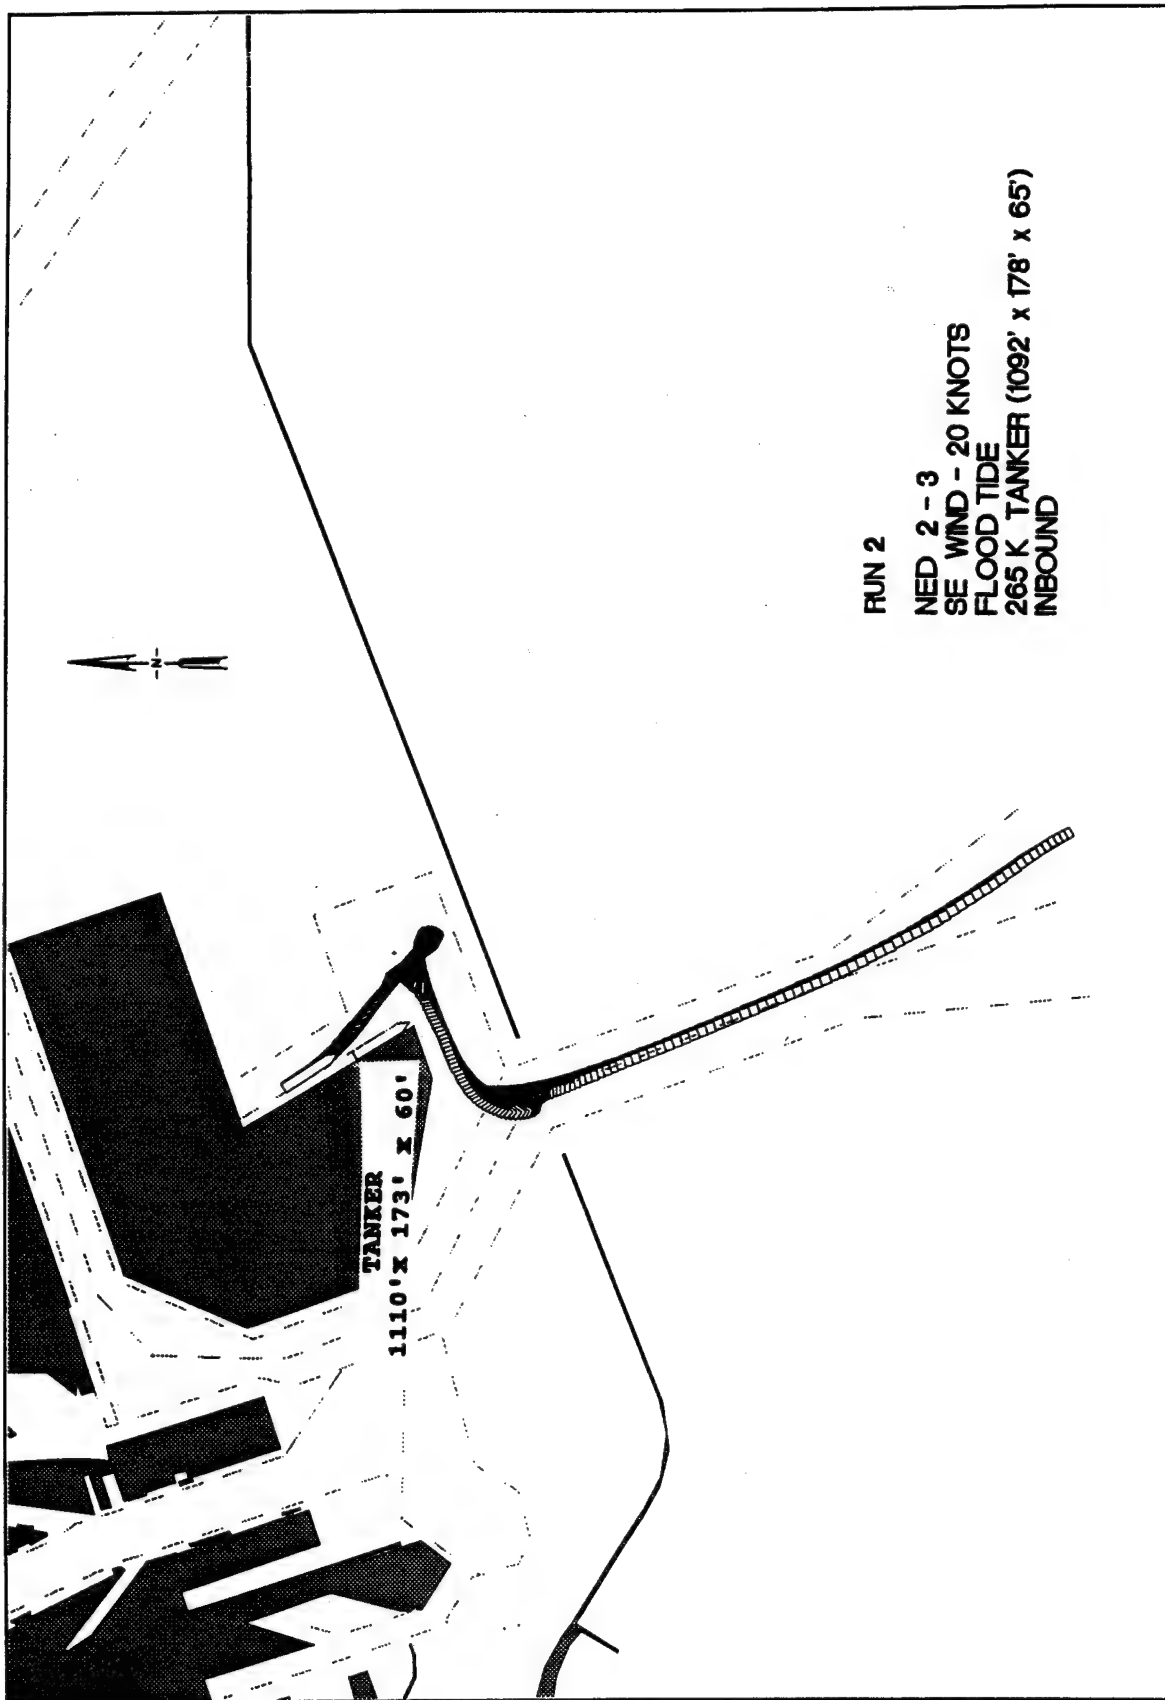 N
TANKER
1110'X 173' X 60'
RUN 2
NED 2 - 3
SE WIND - 20 KNOTS
FLOOD TIDE
265 K TANKER (1092' x 178' x 65')
INBOUND